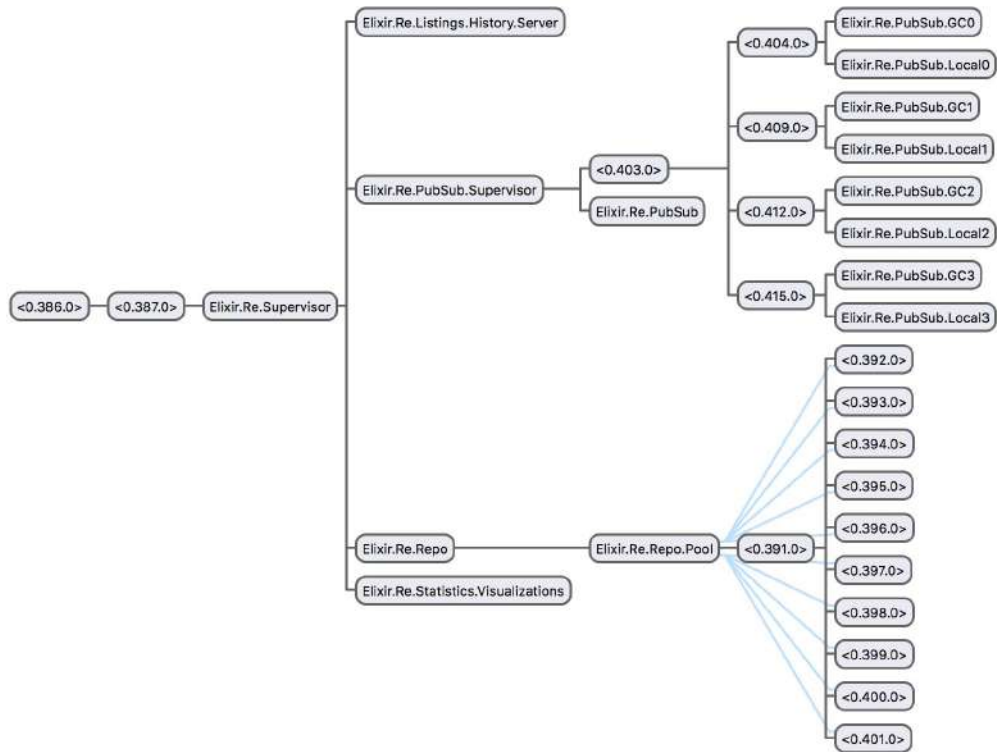 Elixir.Re.Listings.History.Server
<0.404.0>
Elixir.Re.PubSub.GC0
Elixir.Re.PubSub.Local0
<0.409.0>
Elixir.Re.PubSub.GC1
Elixir.Re.PubSub.Local1
<0.403.0>
Elixir.Re.PubSub.Supervisor
Elixir.Re.PubSub
<0.412.0>
Elixir.Re.PubSub.GC2
Elixir.Re.PubSub.Local2
<0.415.0>
Elixir.Re.PubSub.GC3
Elixir.Re.PubSub.Local3
<0.386.0>
<0.387.0>
Elixir.Re.Supervisor
<0.392.0>
<0.393.0>
<0.394.0>
<0.395.0>
<0.396.0>
Elixir.Re.Repo
Elixir.Re.Repo.Pool
<0.391.0>
<0.397.0>
Elixir.Re.Statistics.Visualizations
<0.398.0>
<0.399.0>
<0.400.0>
<0.401.0>